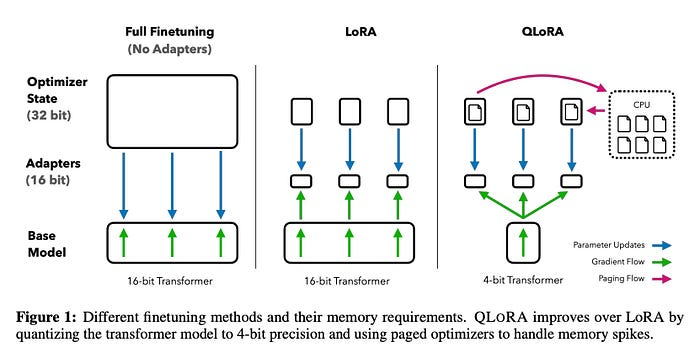 Full Finetuning
(No Adapters)
LoRA
QLoRA
Optimizer
State
(32 bit)
CPU
Adapters
(16 bit)
Base
Model
16-bit Transformer
16-bit Transformer
4-bit Transformer
Parameter Updates
Gradient Flow
Paging Flow
Figure 1: Different finetuning methods and their memory requirements. QLORA improves over LoRA by
quantizing the transformer model to 4-bit precision and using paged optimizers to handle memory spikes.